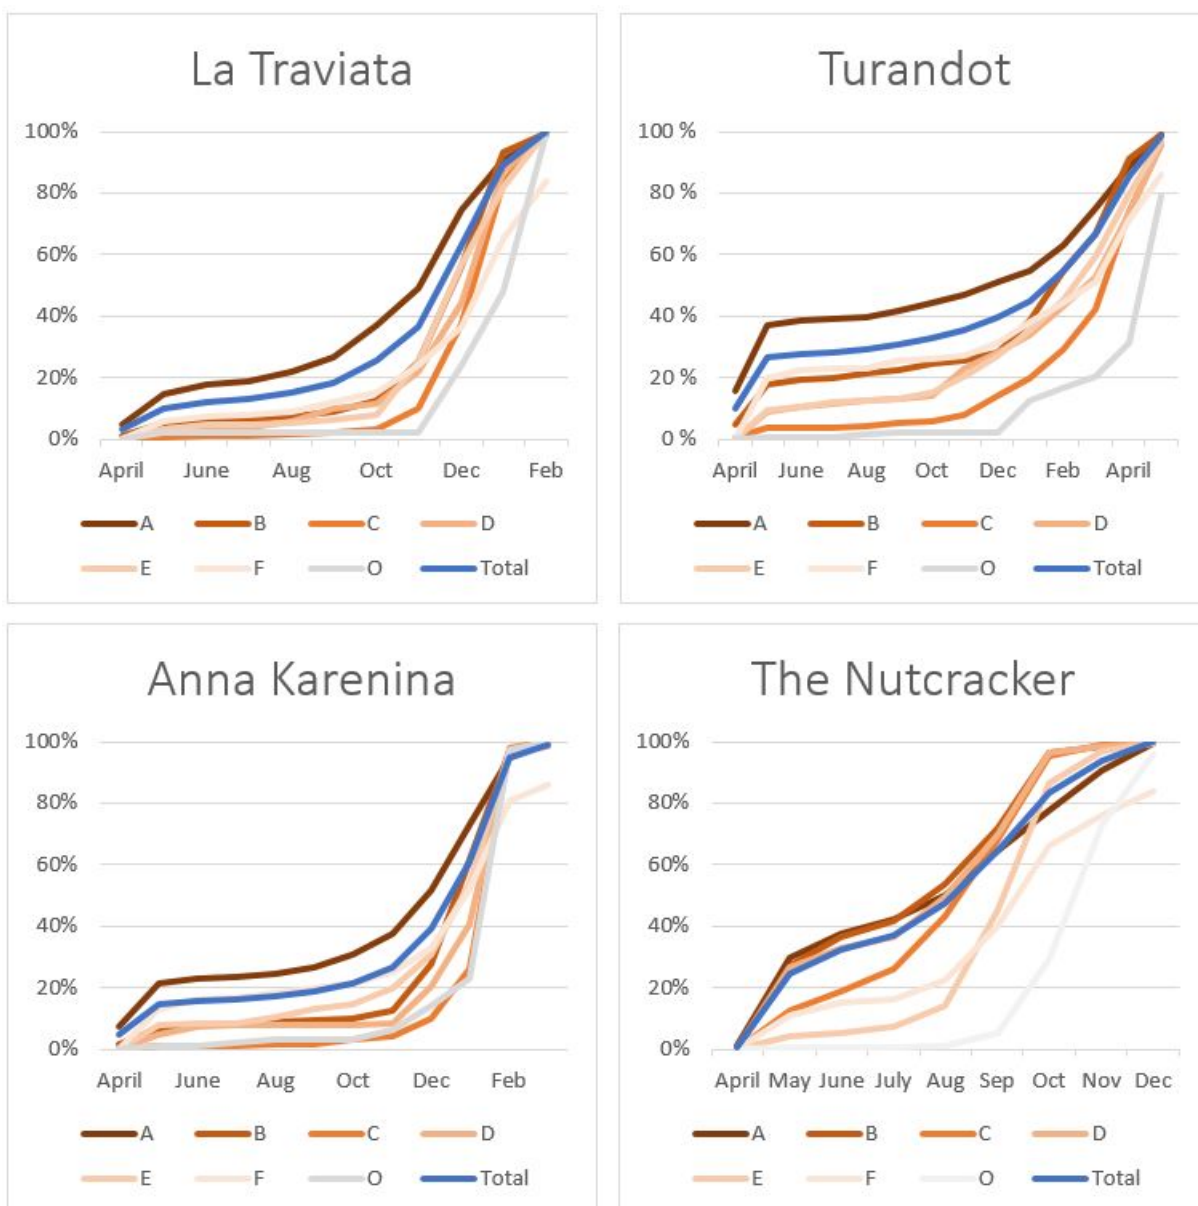 La Traviata
100%
80%
60%
40%
20%
0%
April June Aug Oct Dec Feb
A B C D
E F O Total
Turandot
100 %
80 %
60 %
40 %
20 %
0 %
April June Aug Oct Dec Feb April
A B C D
E F O Total
Anna Karenina
100%
80%
60%
40%
20%
0%
April June Aug Oct Dec Feb
A B C D
E F O Total
The Nutcracker
100%
80%
60%
40%
20%
0%
April May June July Aug Sep Oct Nov Dec
A B C D
E F O Total